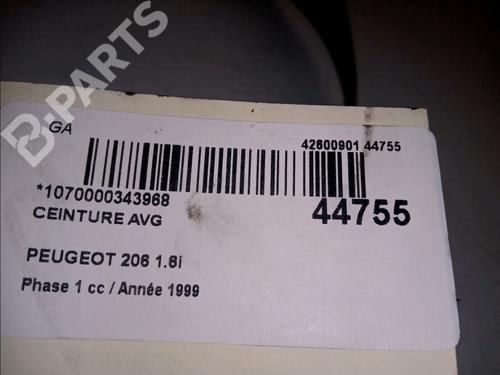 B-PARTS
GA
42600901 44755
*1070000343968
44755
CEINTURE AVG
PEUGEOT 206 1.6i
Phase 1 cc / Année 1999